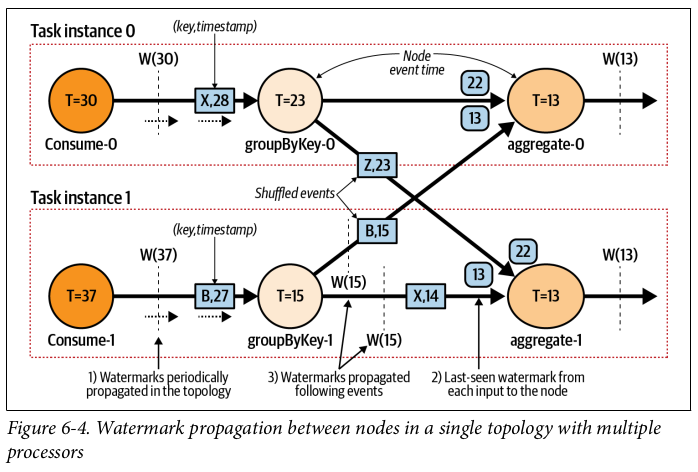 Task instance 0
(key,timestamp)
W(30)
Node
event time
W(13)
T=30
X,28
T=23
22
13
T=13
Consume-0
groupByKey-0
aggregate-0
Z,23
Task instance 1
Shuffled events
(key,timestamp)
B,15
W(37)
22
W(13)
13
T=37
B,27
T=15
W(15)
X,14
T=13
Consume-1
groupByKey-1
W(15)
aggregate-1
1) Watermarks periodically
propagated in the topology
3) Watermarks propagated
following events
2) Last-seen watermark from
each input to the node
Figure 6-4. Watermark propagation between nodes in a single topology with multiple
processors